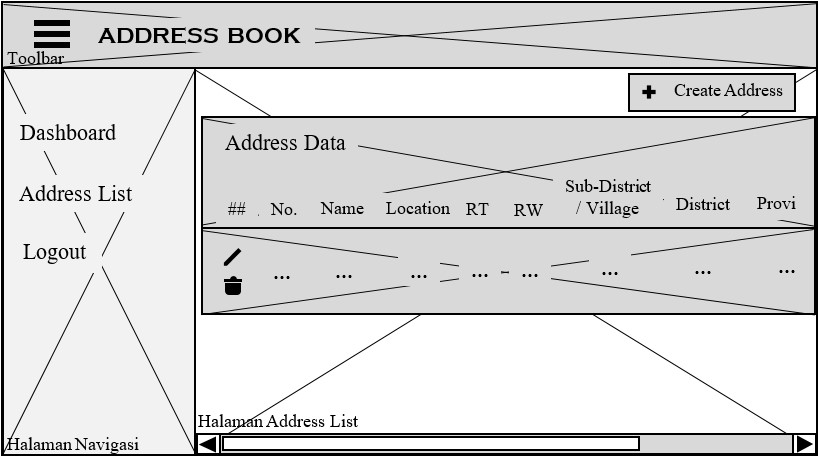 ADDRESS BOOK
Toolbar
Create Address
Dashboard
Address List
Logout
Address Data
## No. Name Location RT RW Sub-District / Village District Provi
... ... ... ... ... ... ... ...
Halaman Address List
Halaman Navigasi